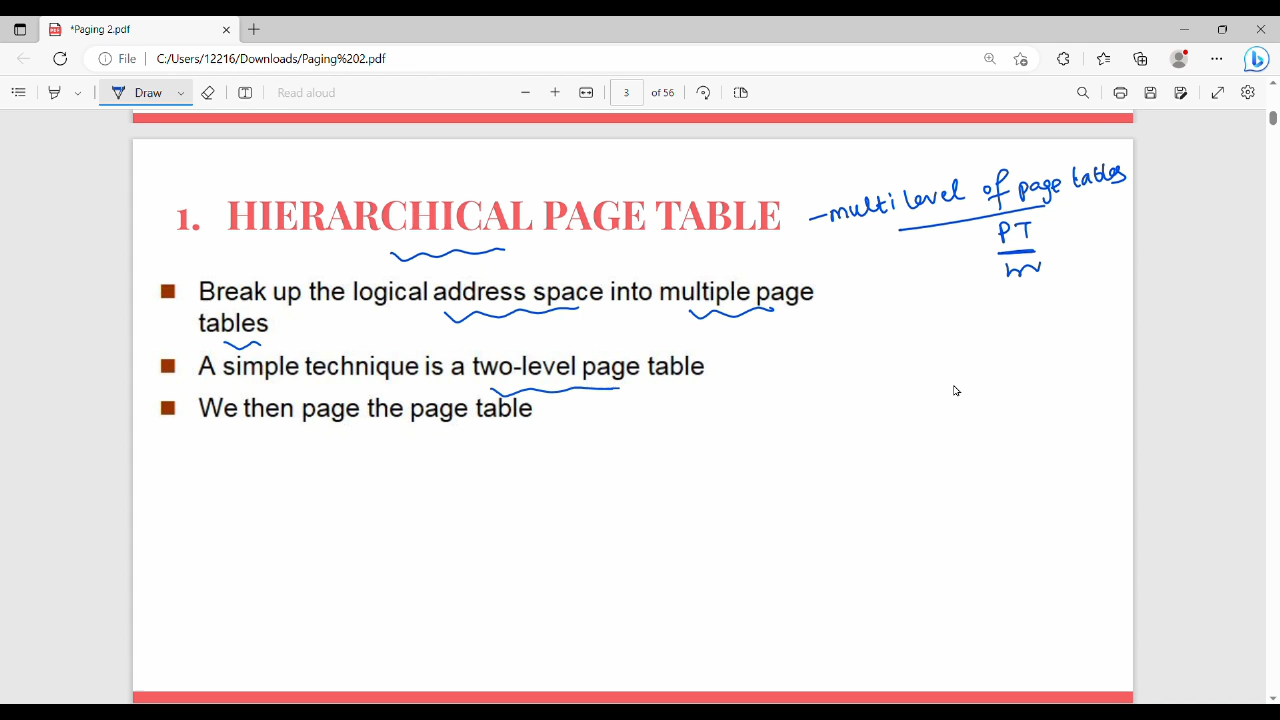 *Paging 2.pdf
File
C:/Users/12216/Downloads/Paging%202.pdf
Draw
Read aloud
3 of 56
- multi level of page tables
PT
1. HIERARCHICAL PAGE TABLE
Break up the logical address space into multiple page
tables
A simple technique is a two-level page table
We then page the page table